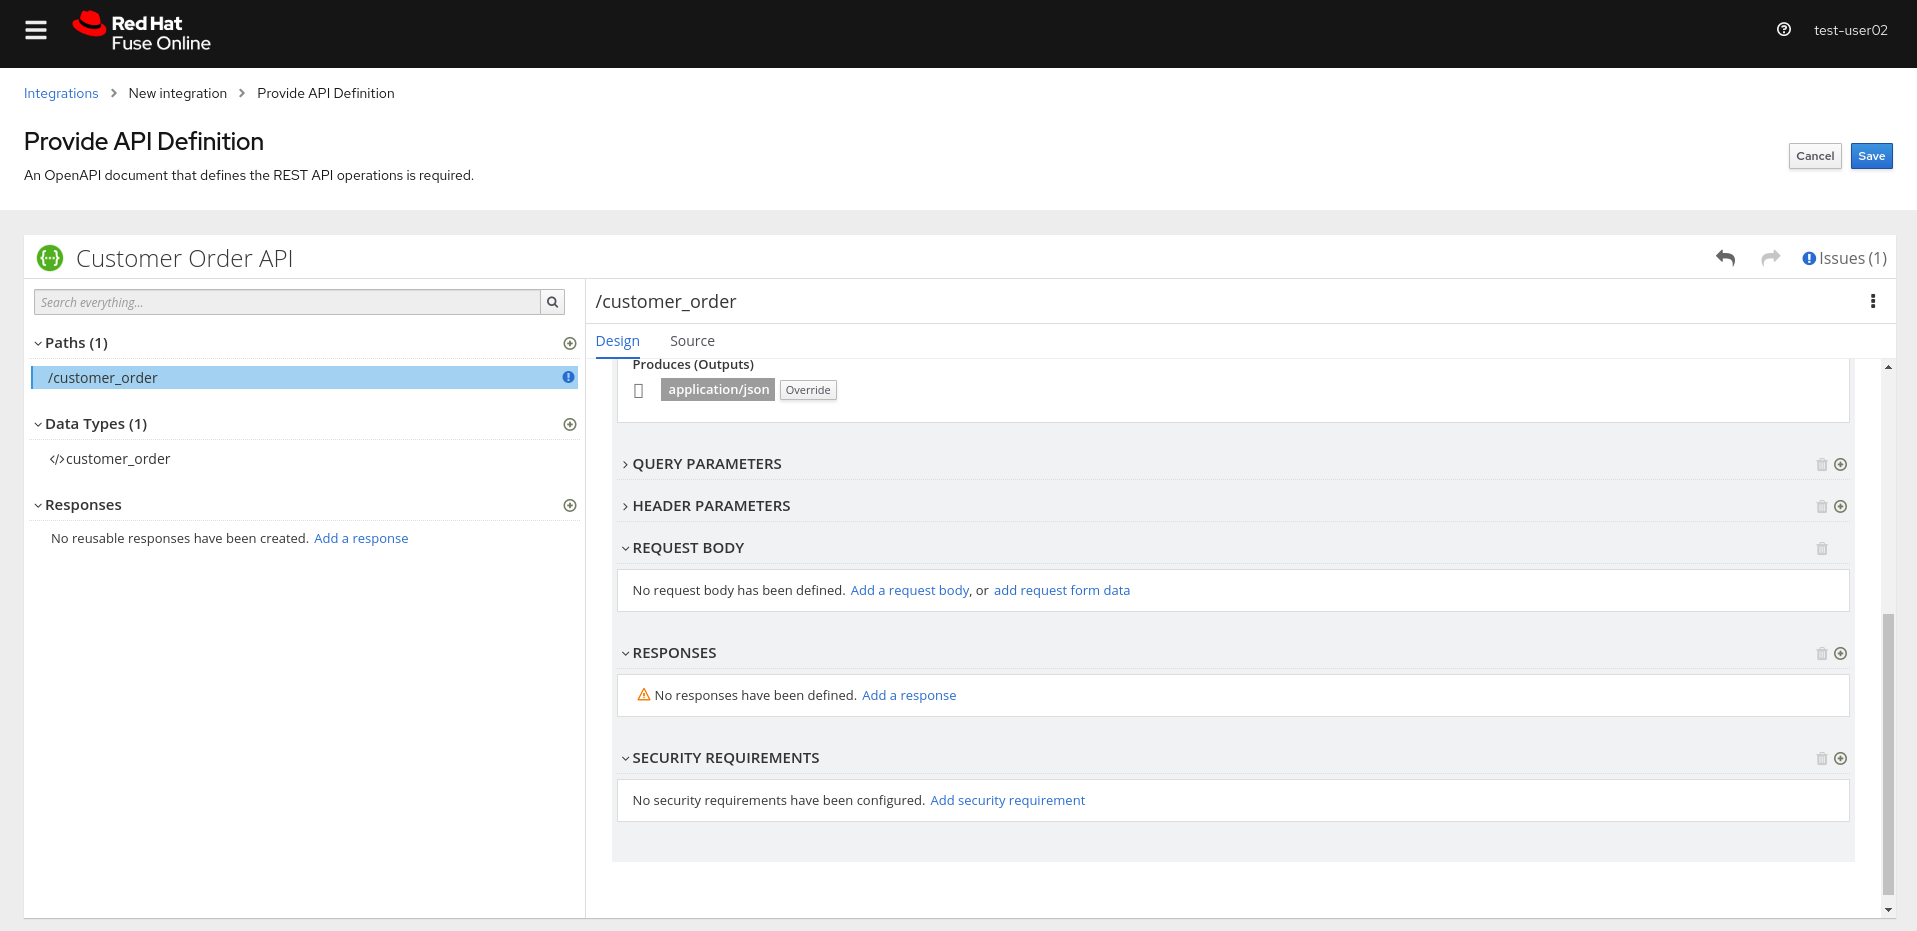 Red Hat
Fuse Online
test-user02
Integrations > New integration > Provide API Definition
Provide API Definition
An OpenAPI document that defines the REST API operations is required.
Cancel
Save
Customer Order API
Issues (1)
Search everything...
Paths (1)
/customer_order
Data Types (1)
</>customer_order
Responses
No reusable responses have been created. Add a response
/customer_order
Design
Source
Produces (Outputs)
application/json
Override
QUERY PARAMETERS
HEADER PARAMETERS
REQUEST BODY
No request body has been defined. Add a request body, or add request form data
RESPONSES
No responses have been defined. Add a response
SECURITY REQUIREMENTS
No security requirements have been configured. Add security requirement